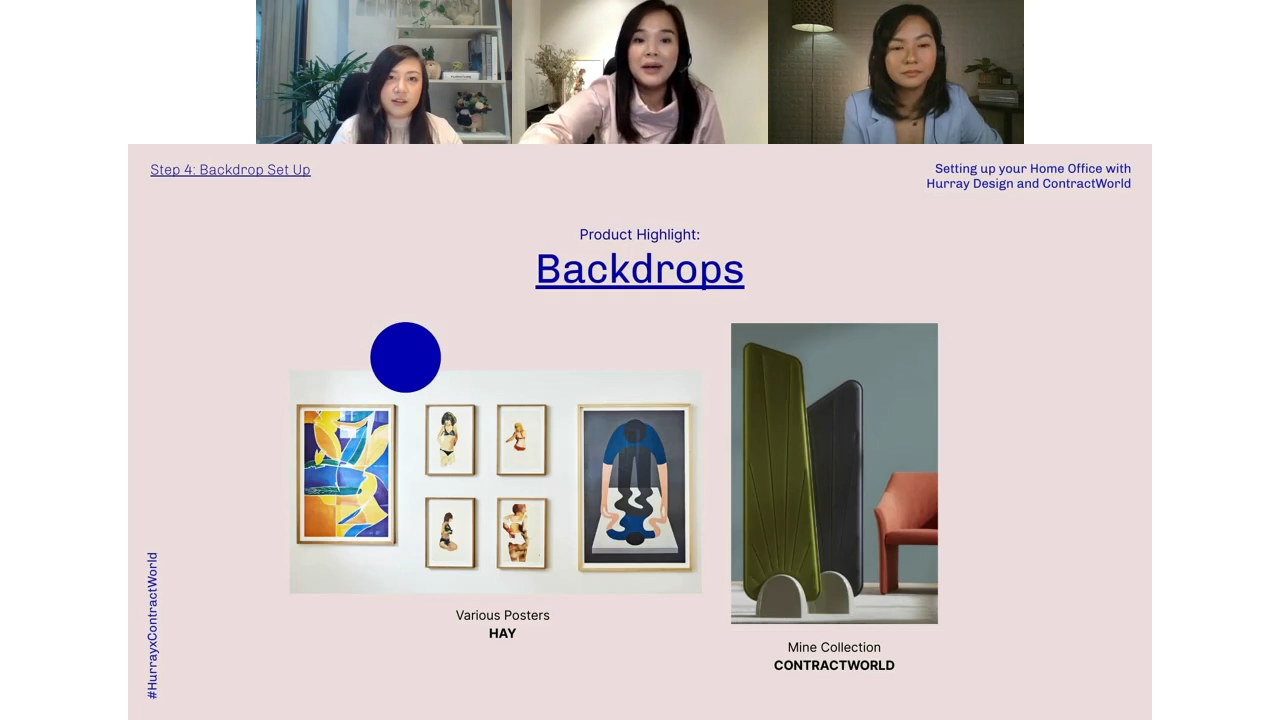 Step 4: Backdrop Set Up
Setting up your Home Office with
Hurray Design and ContractWorld
Product Highlight:
Backdrops
Various Posters
HAY
Mine Collection
CONTRACTWORLD
#HurrayxContractWorld